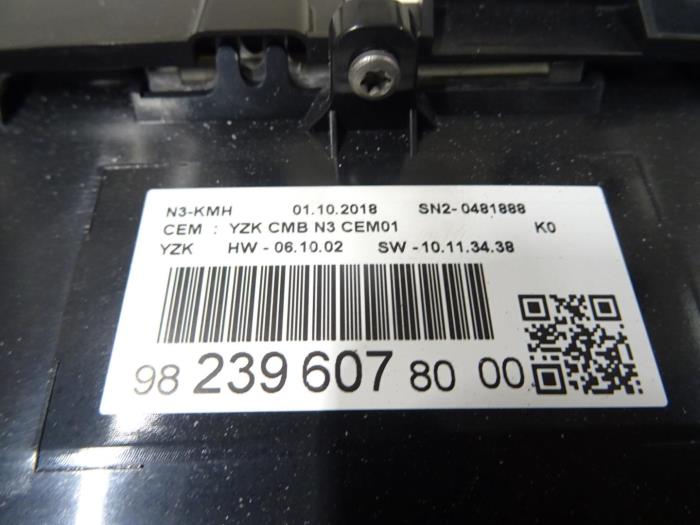 N3-KMH 01.10.2018 SN2-0481888
CEM : YZK CMB N3 CEM01 K0
YZK HW - 06.10.02 SW - 10.11.34.38
98 239 607 80 00